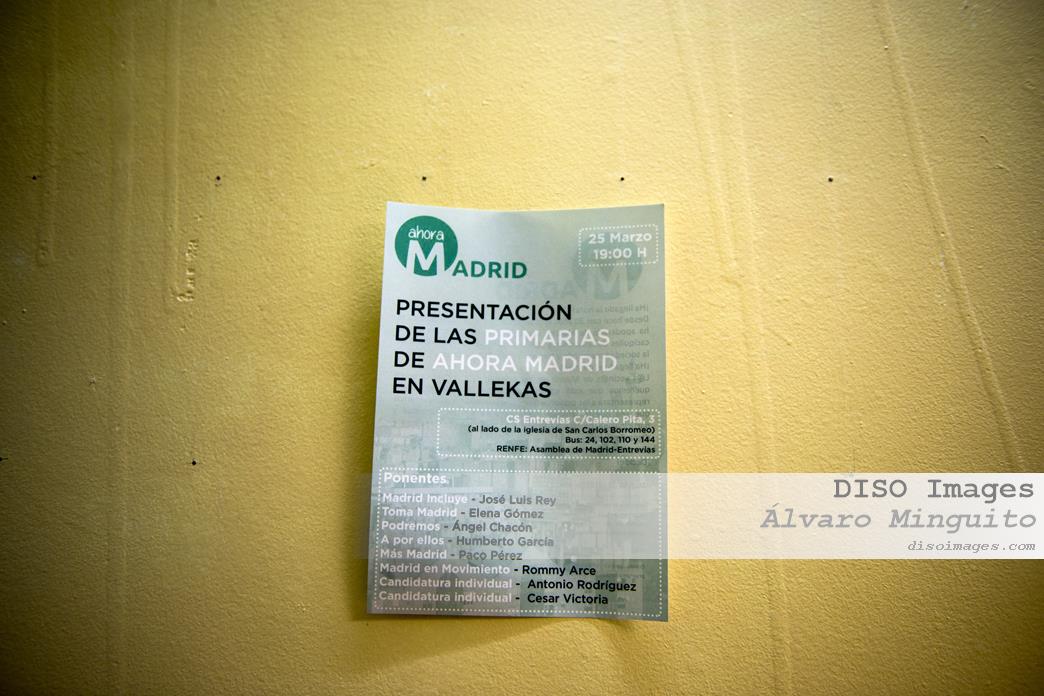 ahora
MADRID
25 Marzo
19:00 H
PRESENTACIÓN
DE LAS PRIMARIAS
DE AHORA MADRID
EN VALLEKAS
CS Entrevías C/Calero Pita, 3
(al lado de la iglesia de San Carlos Borromeo)
Bus: 24, 102, 110 y 144
RENFE: Asamblea de Madrid-Entrevías
Ponentes
Madrid Incluye - José Luis Rey
Toma Madrid - Elena Gómez
Podremos - Ángel Chacón
A por ellos - Humberto García
Más Madrid - Paco Pérez
Madrid en Movimiento - Rommy Arce
Candidatura individual - Antonio Rodríguez
Candidatura individual - Cesar Victoria
DISO Images
Álvaro Minguito
disoimages.com